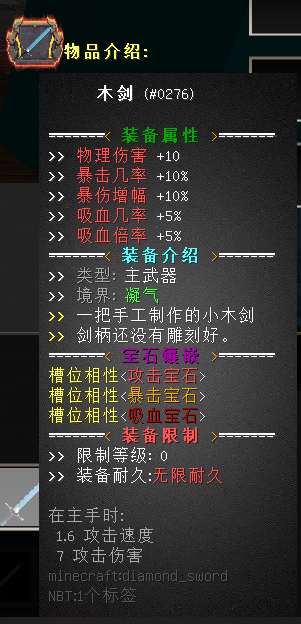 物品介绍:
木剑 (#0276)
======< 装备属性 >======
>> 物理伤害 +10
>> 暴击几率 +10%
>> 暴伤增幅 +10%
>> 吸血几率 +5%
>> 吸血倍率 +5%
======< 装备介绍 >======
>> 类型: 主武器
>> 境界: 凝气
>> 一把手工制作的小木剑
>> 剑柄还没有雕刻好。
======< 宝石镶嵌 >======
槽位相性<攻击宝石>
槽位相性<暴击宝石>
槽位相性<吸血宝石>
======< 装备限制 >======
>> 限制等级: 0
>> 装备耐久:无限耐久
在主手时:
1.6 攻击速度
7 攻击伤害
minecraft:diamond_sword
NBT:1个标签